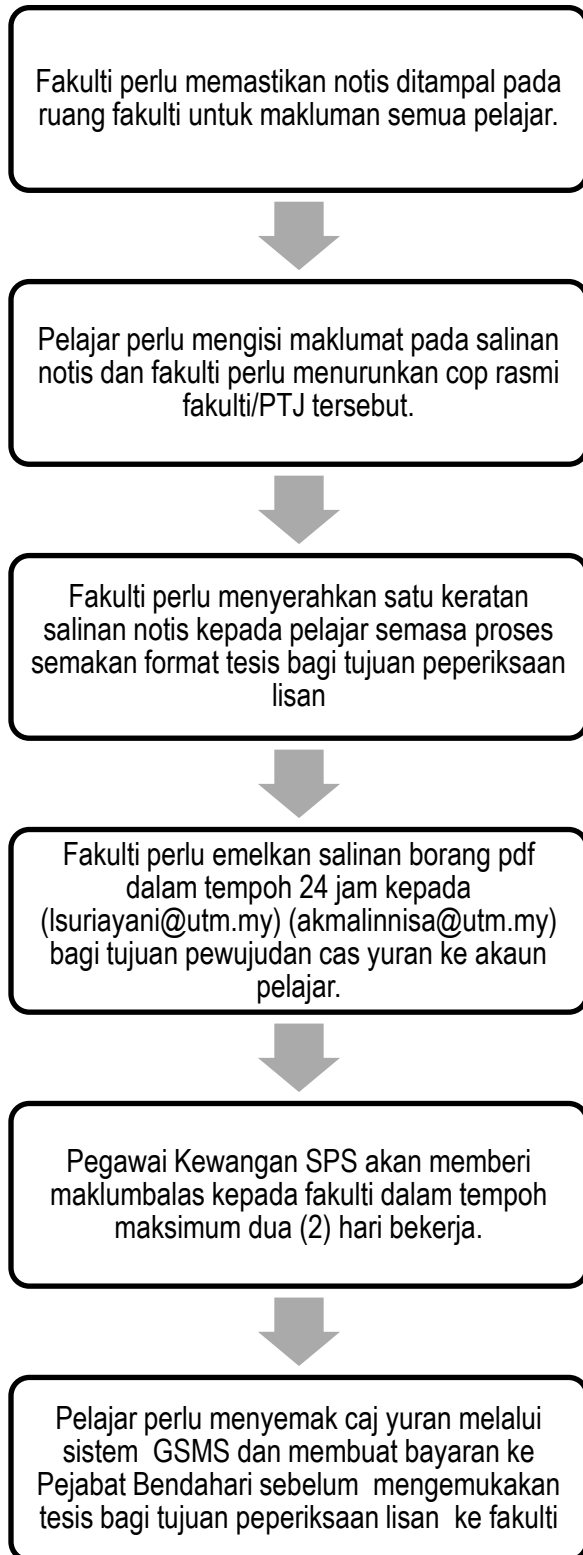 Fakulti perlu memastikan notis ditampal pada
ruang fakulti untuk makluman semua pelajar.
Pelajar perlu mengisi maklumat pada salinan
notis dan fakulti perlu menurunkan cop rasmi
fakulti/PTJ tersebut.
Fakulti perlu menyerahkan satu keratan
salinan notis kepada pelajar semasa proses
semakan format tesis bagi tujuan peperiksaan
lisan
Fakulti perlu emelkan salinan borang pdf
dalam tempoh 24 jam kepada
(lsuriayani@utm.my) (akmalinnisa@utm.my)
bagi tujuan pewujudan cas yuran ke akaun
pelajar.
Pegawai Kewangan SPS akan memberi
maklumbalas kepada fakulti dalam tempoh
maksimum dua (2) hari bekerja.
Pelajar perlu menyemak caj yuran melalui
sistem GSMS dan membuat bayaran ke
Pejabat Bendahari sebelum mengemukakan
tesis bagi tujuan peperiksaan lisan ke fakulti